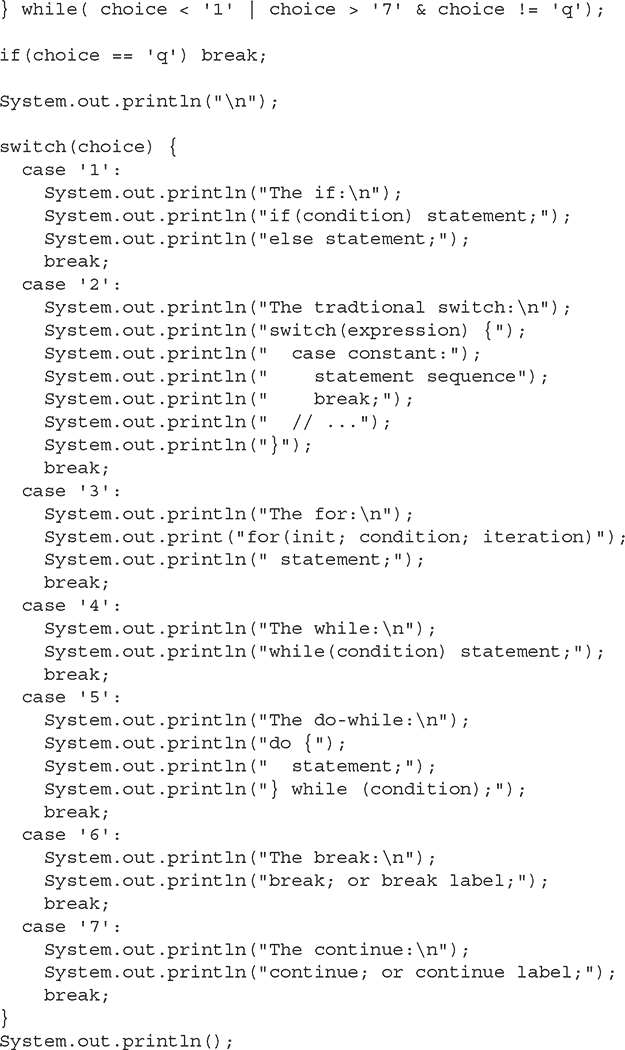 } while( choice < '1' | choice > '7' & choice != 'q');
if(choice == 'q') break;
System.out.println("\n");
switch(choice) {
  case '1':
    System.out.println("The if:\n");
    System.out.println("if(condition) statement;");
    System.out.println("else statement;");
    break;
  case '2':
    System.out.println("The tradtional switch:\n");
    System.out.println("switch(expression) {");
    System.out.println("  case constant:");
    System.out.println("    statement sequence");
    System.out.println("    break;");
    System.out.println("  // ...");
    System.out.println("}");
    break;
  case '3':
    System.out.println("The for:\n");
    System.out.print("for(init; condition; iteration)");
    System.out.println(" statement;");
    break;
  case '4':
    System.out.println("The while:\n");
    System.out.println("while(condition) statement;");
    break;
  case '5':
    System.out.println("The do-while:\n");
    System.out.println("do {");
    System.out.println("  statement;");
    System.out.println("} while (condition);");
    break;
  case '6':
    System.out.println("The break:\n");
    System.out.println("break; or break label;");
    break;
  case '7':
    System.out.println("The continue:\n");
    System.out.println("continue; or continue label;");
    break;
}
System.out.println();